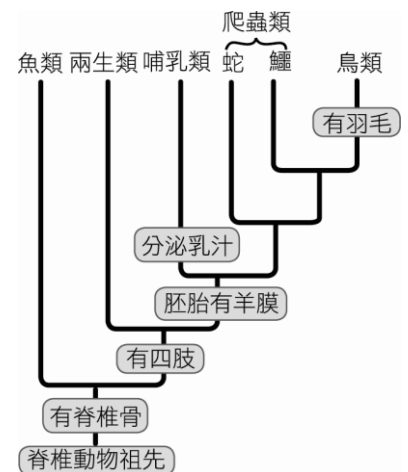 爬蟲類
魚類 兩生類 哺乳類 蛇 鱷 鳥類
有羽毛
分泌乳汁
胚胎有羊膜
有四肢
有脊椎骨
脊椎動物祖先